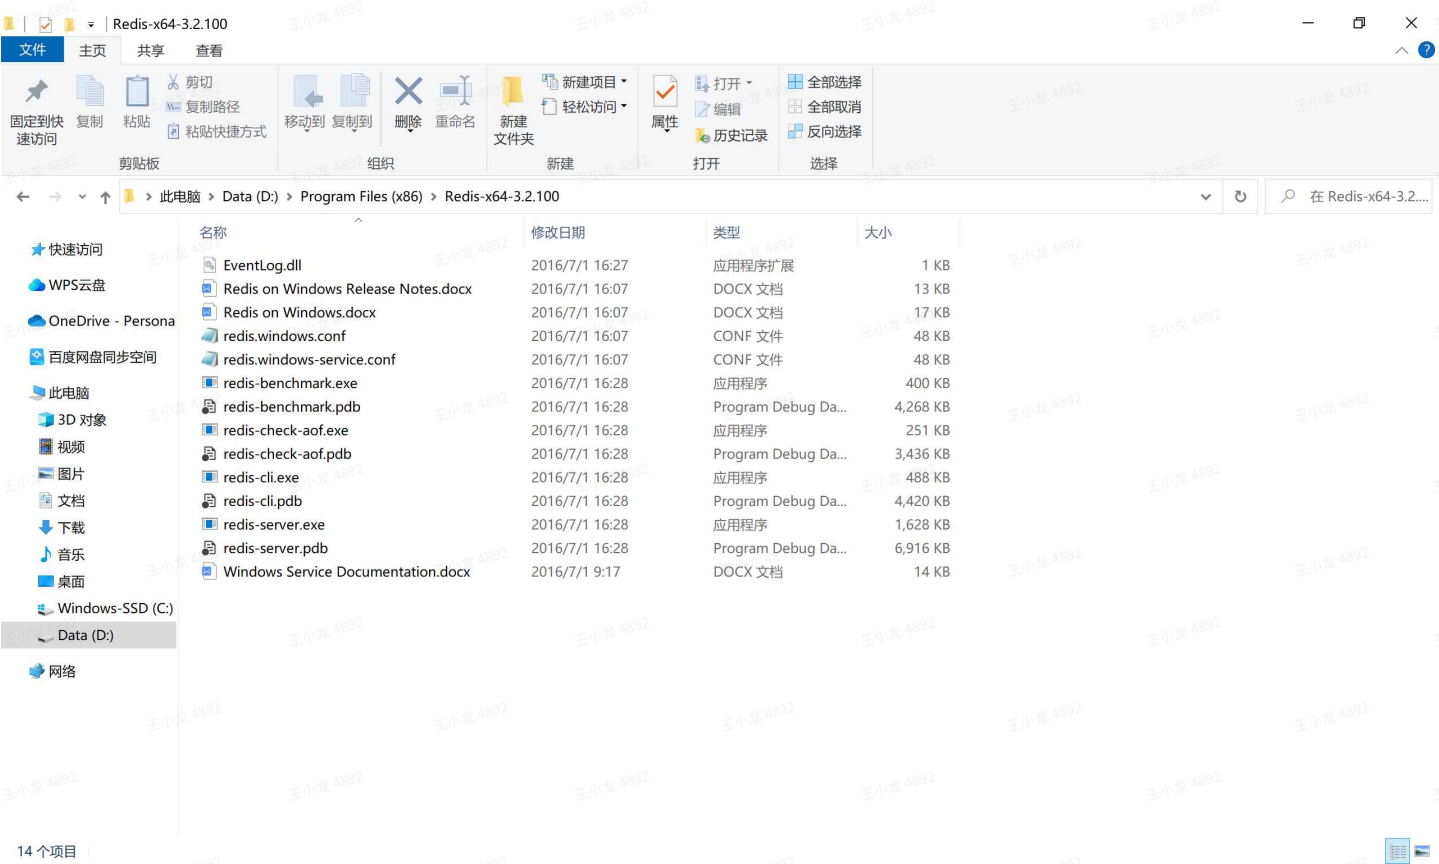 Redis-x64-3.2.100
文件 主页 共享 查看
固定到快速访问
复制
粘贴
剪切
复制路径
粘贴快捷方式
剪贴板
移动到
复制到
删除
重命名
组织
新建文件夹
新建项目
轻松访问
新建
属性
打开
编辑
历史记录
打开
全部选择
全部取消
反向选择
选择
此电脑 > Data (D:) > Program Files (x86) > Redis-x64-3.2.100
在 Redis-x64-3.2....
快速访问
WPS云盘
OneDrive - Persona
百度网盘同步空间
此电脑
3D 对象
视频
图片
文档
下载
音乐
桌面
Windows-SSD (C:)
Data (D:)
网络
名称 修改日期 类型 大小
EventLog.dll 2016/7/1 16:27 应用程序扩展 1 KB
Redis on Windows Release Notes.docx 2016/7/1 16:07 DOCX 文档 13 KB
Redis on Windows.docx 2016/7/1 16:07 DOCX 文档 17 KB
redis.windows.conf 2016/7/1 16:07 CONF 文件 48 KB
redis.windows-service.conf 2016/7/1 16:07 CONF 文件 48 KB
redis-benchmark.exe 2016/7/1 16:28 应用程序 400 KB
redis-benchmark.pdb 2016/7/1 16:28 Program Debug Da... 4,268 KB
redis-check-aof.exe 2016/7/1 16:28 应用程序 251 KB
redis-check-aof.pdb 2016/7/1 16:28 Program Debug Da... 3,436 KB
redis-cli.exe 2016/7/1 16:28 应用程序 488 KB
redis-cli.pdb 2016/7/1 16:28 Program Debug Da... 4,420 KB
redis-server.exe 2016/7/1 16:28 应用程序 1,628 KB
redis-server.pdb 2016/7/1 16:28 Program Debug Da... 6,916 KB
Windows Service Documentation.docx 2016/7/1 9:17 DOCX 文档 14 KB
14 个项目
王小龙 4892